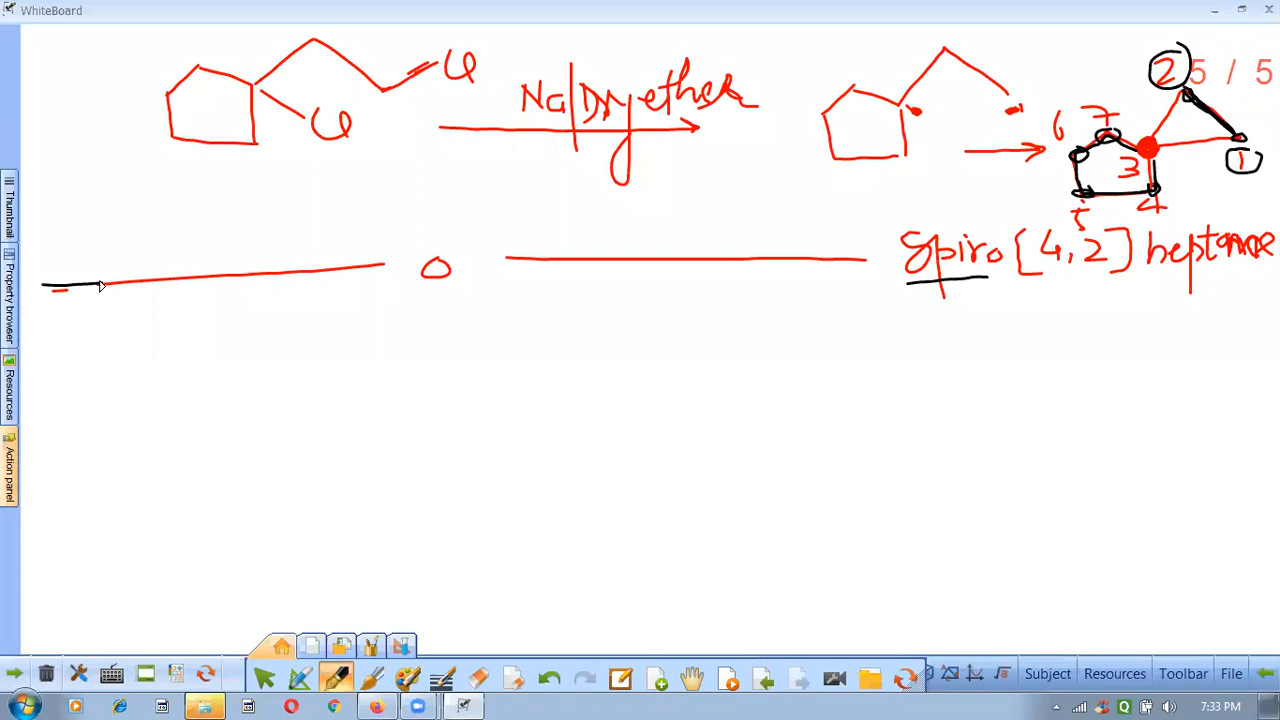 WhiteBoard
Cl
Cl
Na/Dry ether
2
5 / 5
6
7
3
1
5
4
Spiro [4,2] heptane
O
Thumbnail
Property browser
Resources
Action panel
Subject
Resources
Toolbar
File
7:33 PM